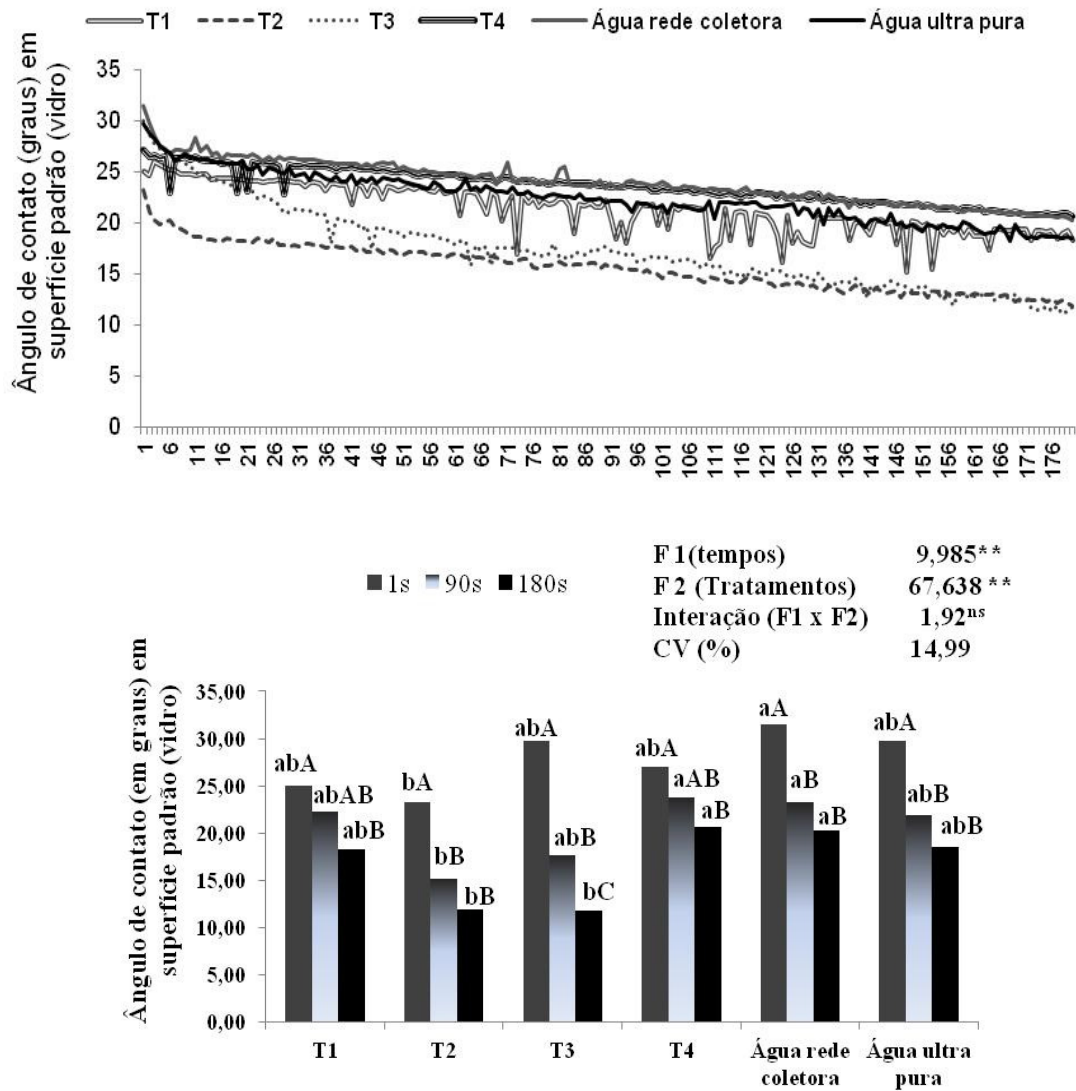 T1 T2 T3 T4 Água rede coletora Água ultra pura
Ângulo de contato (graus) em
superfície padrão (vidro)
35
30
25
20
15
10
5
0
1 6 11 16 21 26 31 36 41 46 51 56 61 66 71 76 81 86 91 96 101 106 111 116 121 126 131 136 141 146 151 156 161 166 171 176
F 1(tempos) 9,985**
F 2 (Tratamentos) 67,638 **
Interação (F1 x F2) 1,92ns
CV (%) 14,99
1s 90s 180s
Ângulo de contato (em graus) em
superfície padrão (vidro)
35,00
30,00
25,00
20,00
15,00
10,00
5,00
0,00
abA abAB abB
bA bB bB
abA abB bC
abA aAB aB
aA aB aB
abA abB abB
T1 T2 T3 T4 Água rede Água ultra
coletora pura